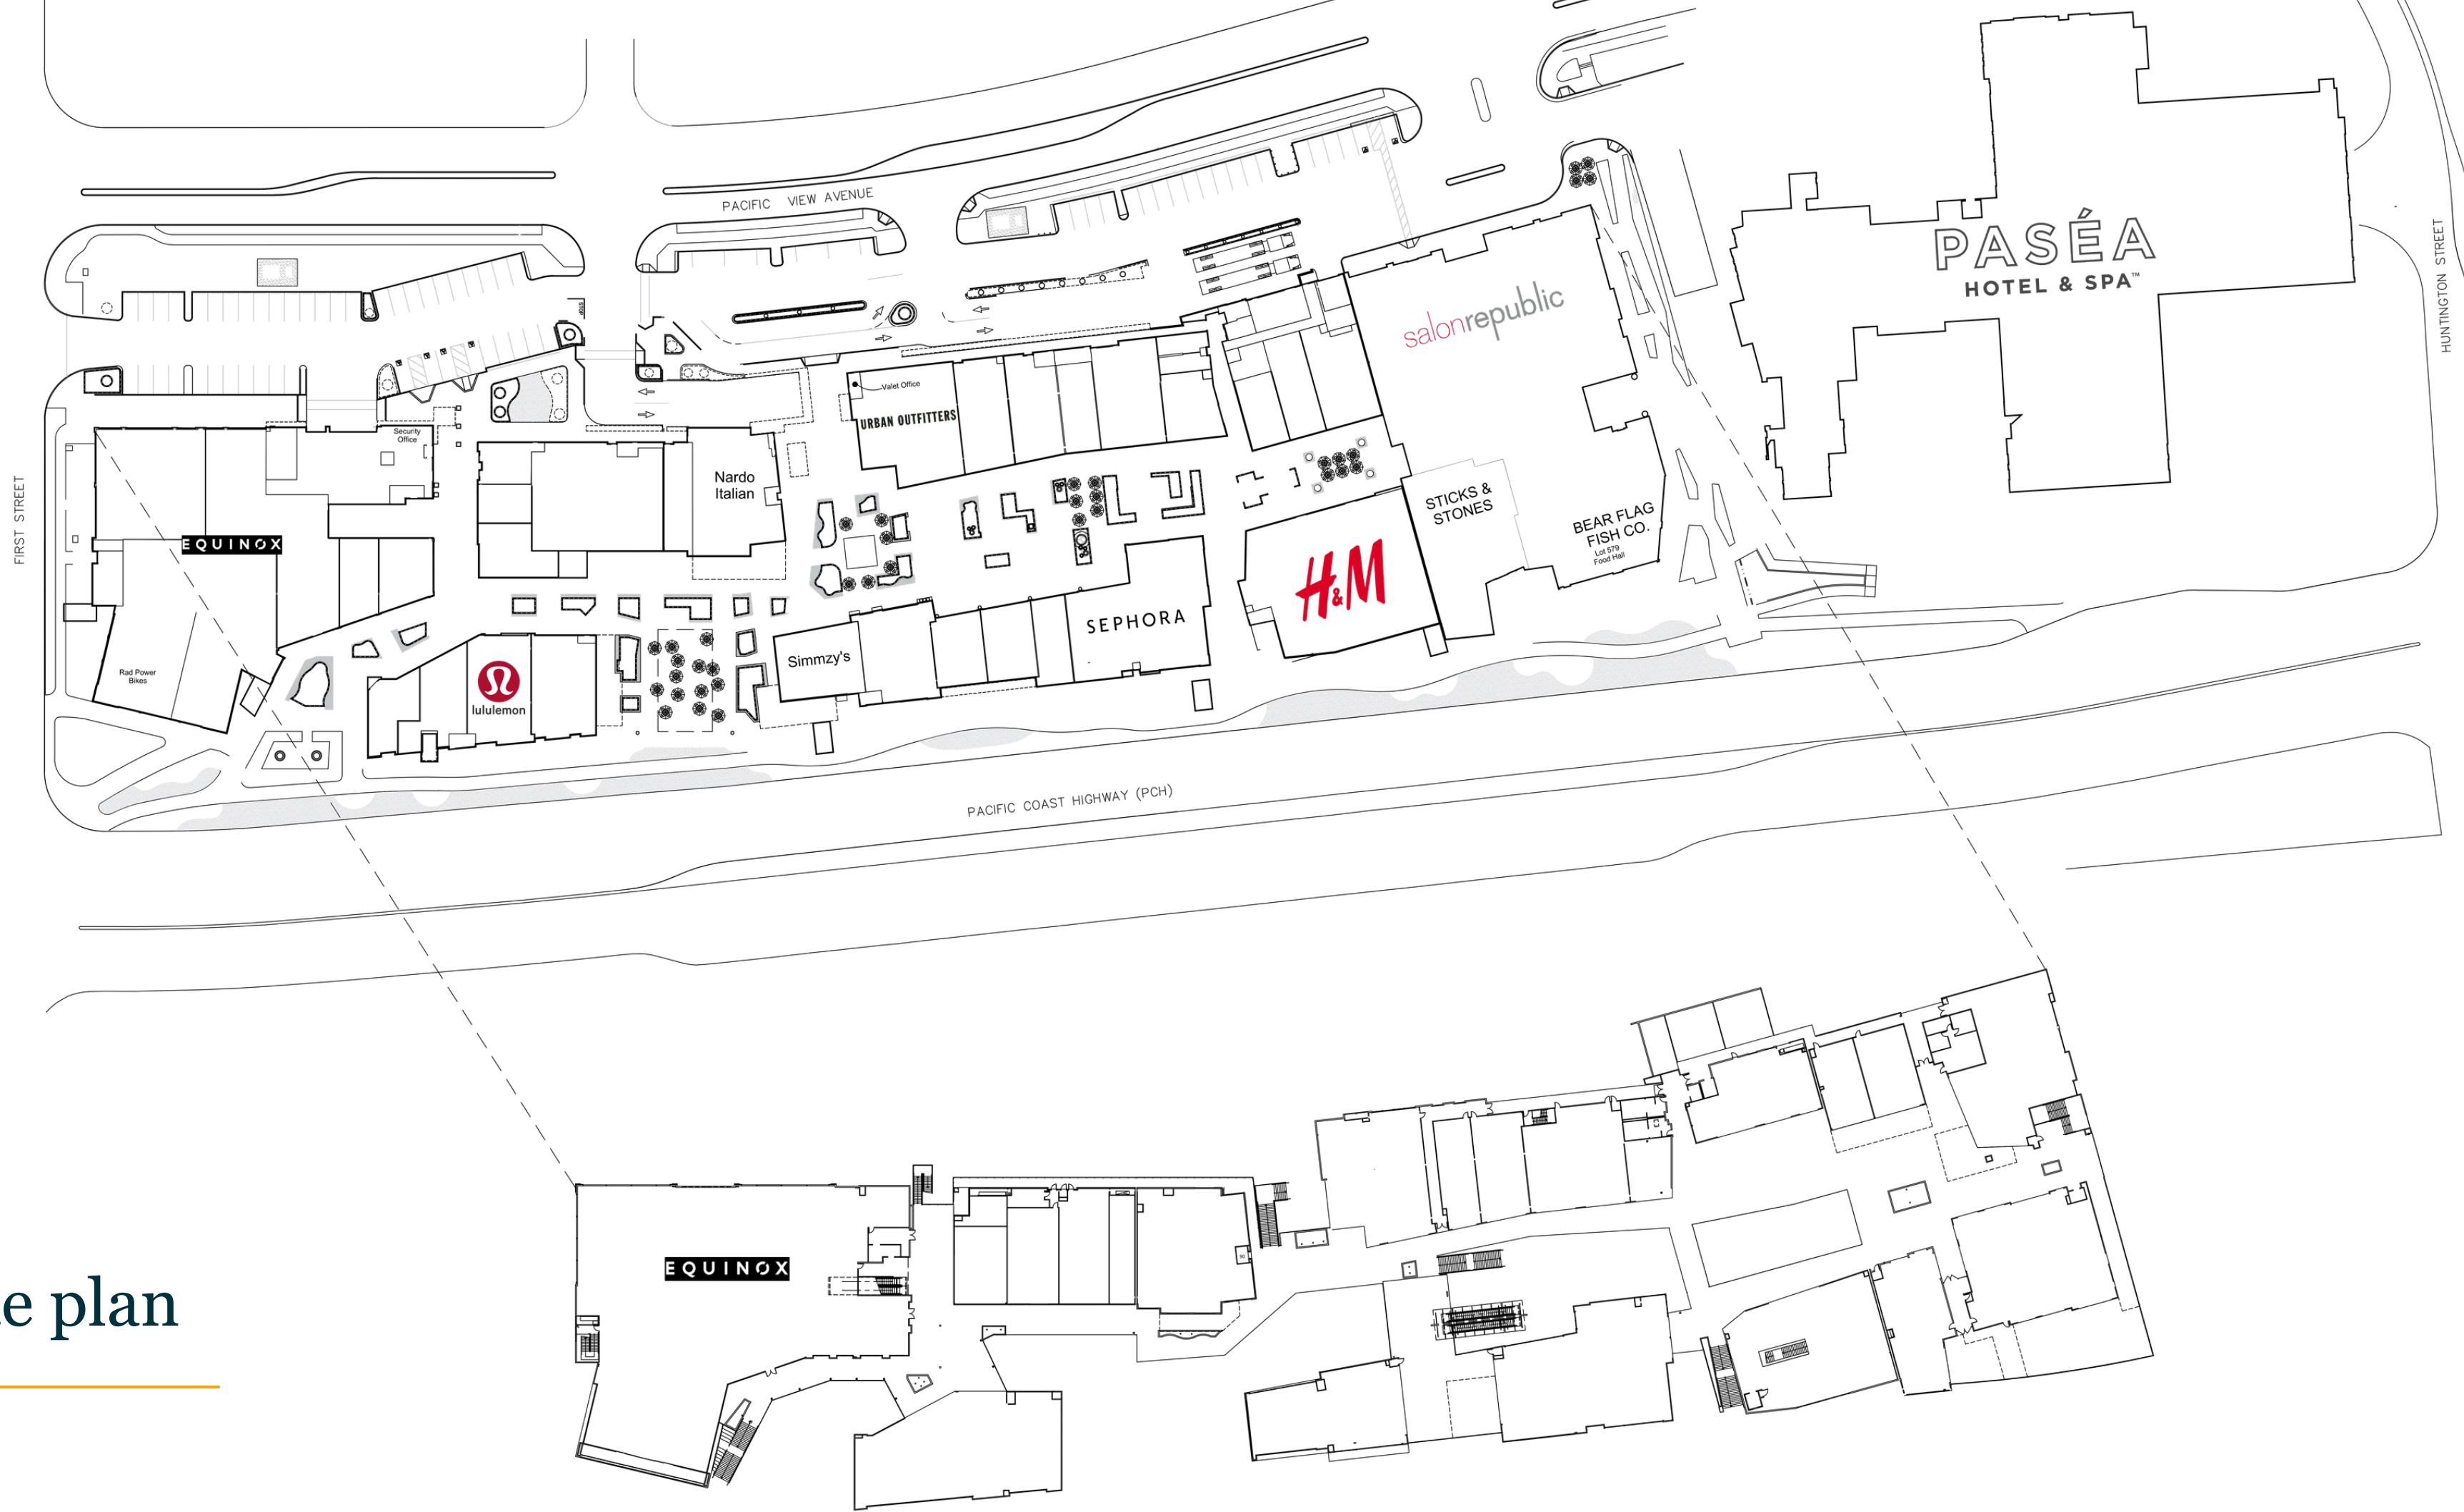 PACIFIC VIEW AVENUE
STOP
PASÉA
HOTEL & SPA™
HUNTINGTON STREET
salonrepublic
Valet Office
URBAN OUTFITTERS
Security
Office
Nardo
Italian
FIRST STREET
EQUINOX
STICKS &
STONES
BEAR FLAG
FISH CO.
Lot 579
Food Hall
H&M
SEPHORA
Simmzy's
Rad Power
Bikes
lululemon
PACIFIC COAST HIGHWAY (PCH)
EQUINOX
e plan